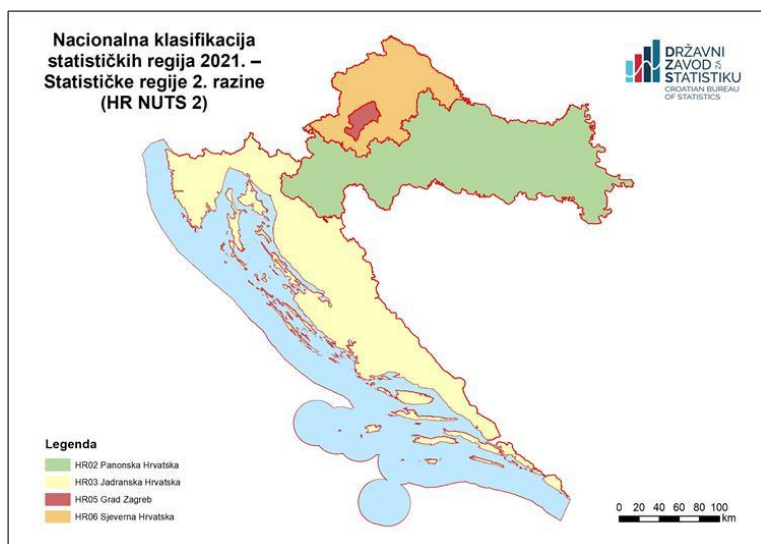 Nacionalna klasifikacija
statističkih regija 2021. –
Statističke regije 2. razine
(HR NUTS 2)
DRŽAVNI
ZAVOD ZA
STATISTIKU
CROATIAN BUREAU
OF STATISTICS
Legenda
HR02 Panonska Hrvatska
HR03 Jadranska Hrvatska
HR05 Grad Zagreb
HR06 Sjeverna Hrvatska
0 20 40 60 80 100
km